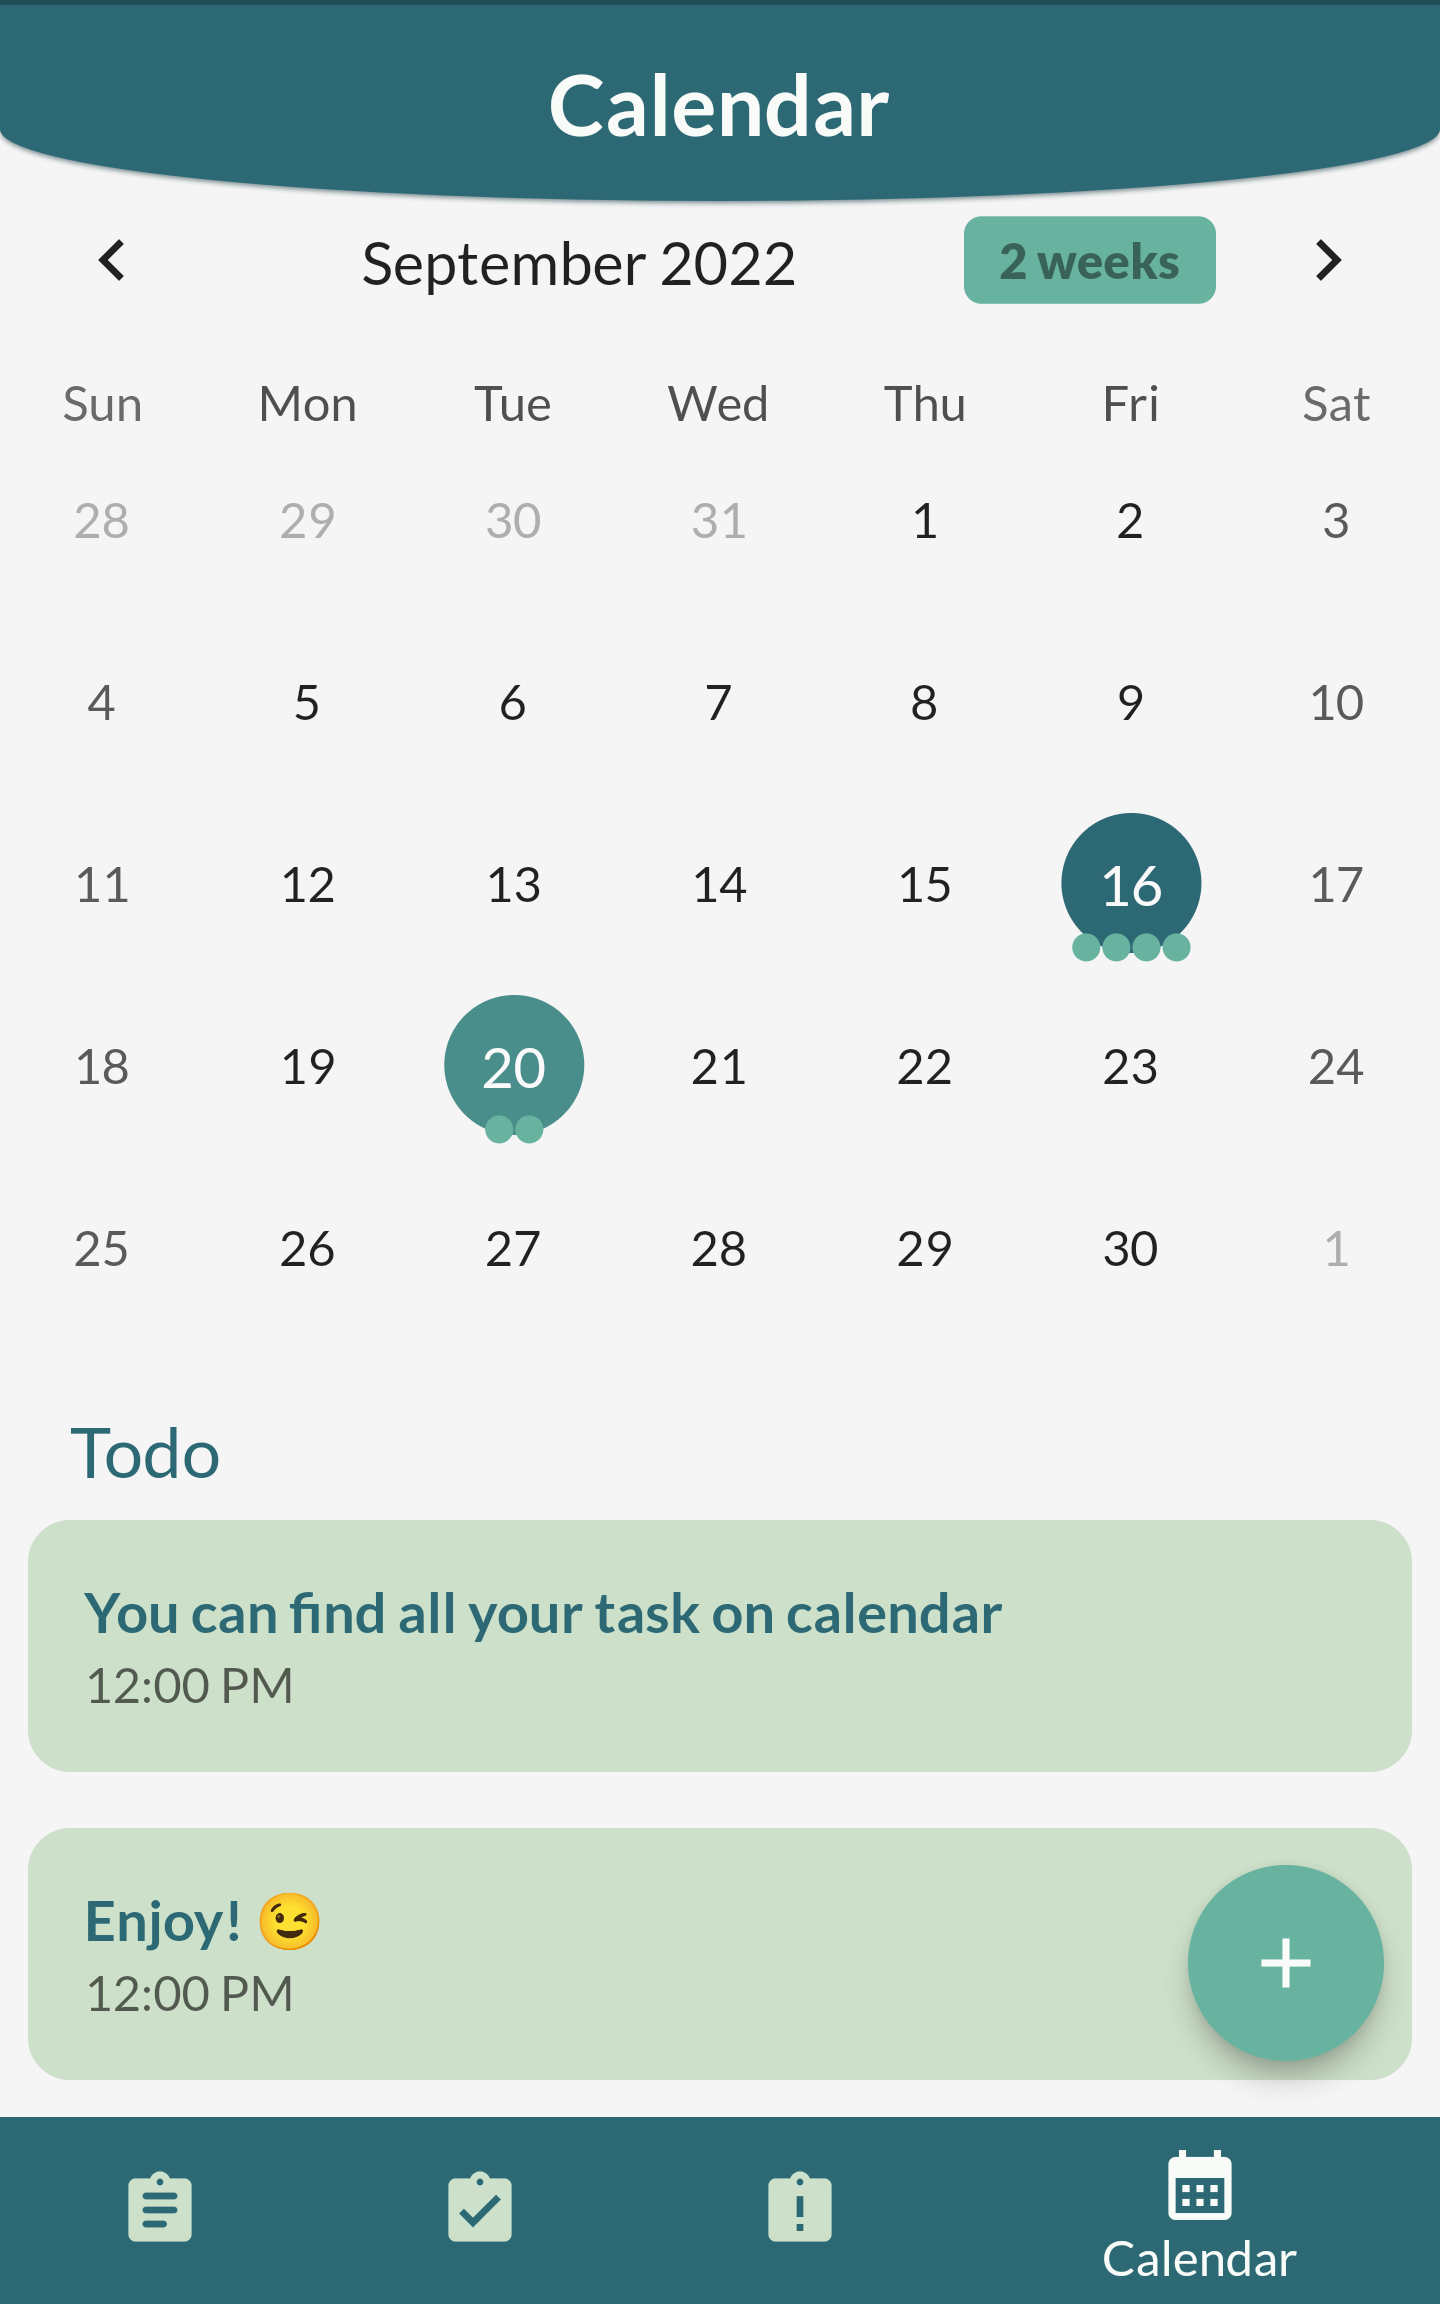 Calendar
September 2022 2 weeks
Sun Mon Tue Wed Thu Fri Sat
28 29 30 31 1 2 3
4 5 6 7 8 9 10
11 12 13 14 15 16 17
18 19 20 21 22 23 24
25 26 27 28 29 30 1
Todo
You can find all your task on calendar
12:00 PM
Enjoy! 😉
12:00 PM
Calendar